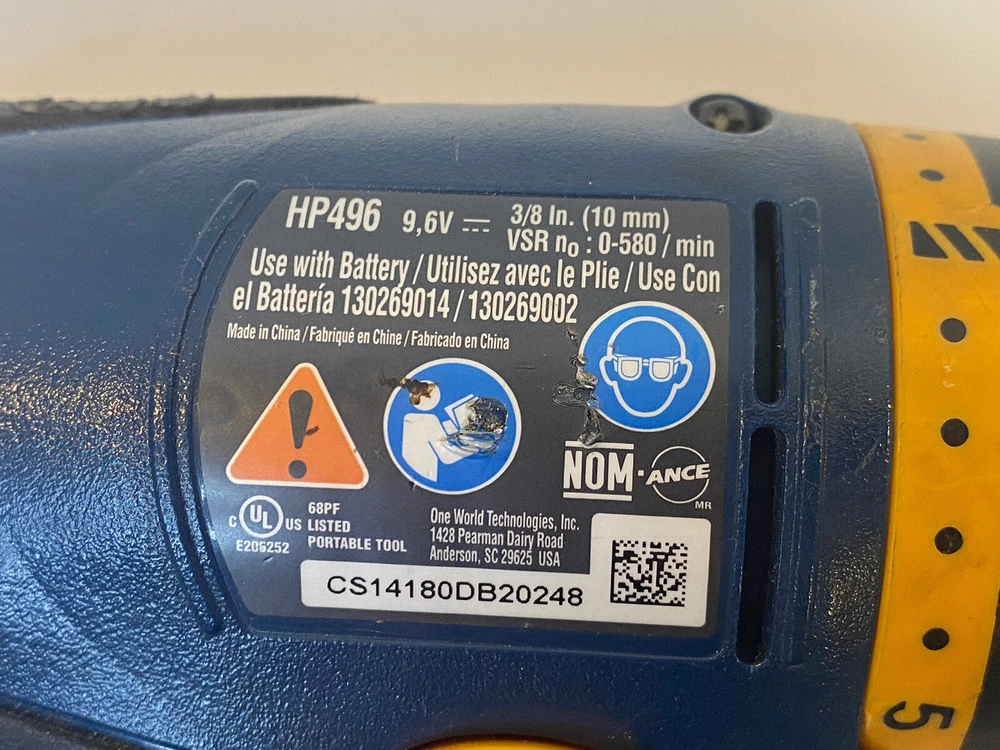 HP496 9,6V 3/8 In. (10 mm)
VSR n₀ : 0-580 / min
Use with Battery / Utilisez avec le Plie / Use Con
el Battería 130269014 / 130269002
Made in China / Fabriqué en Chine / Fabricado en China
NOM · ANCE
MR
C UL US
E206252
68PF
LISTED
PORTABLE TOOL
One World Technologies, Inc.
1428 Pearman Dairy Road
Anderson, SC 29625 USA
CS14180DB20248
5